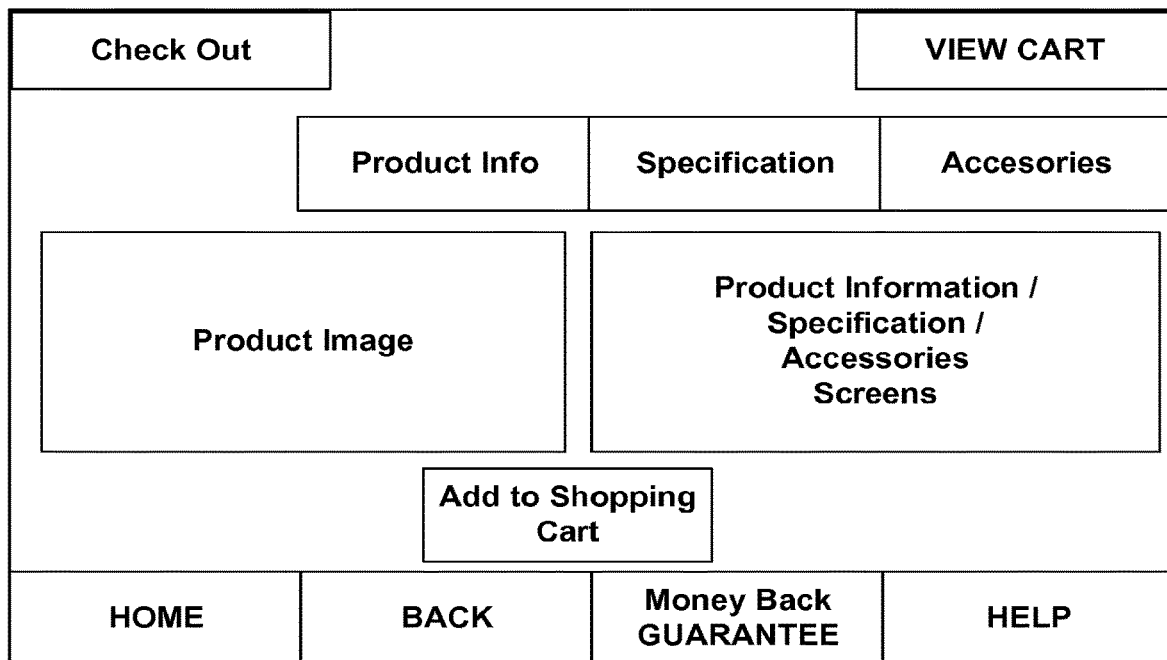 Check Out
VIEW CART
Product Info
Specification
Accesories
Product Image
Product Information /
Specification /
Accessories
Screens
Add to Shopping
Cart
HOME
BACK
Money Back
GUARANTEE
HELP